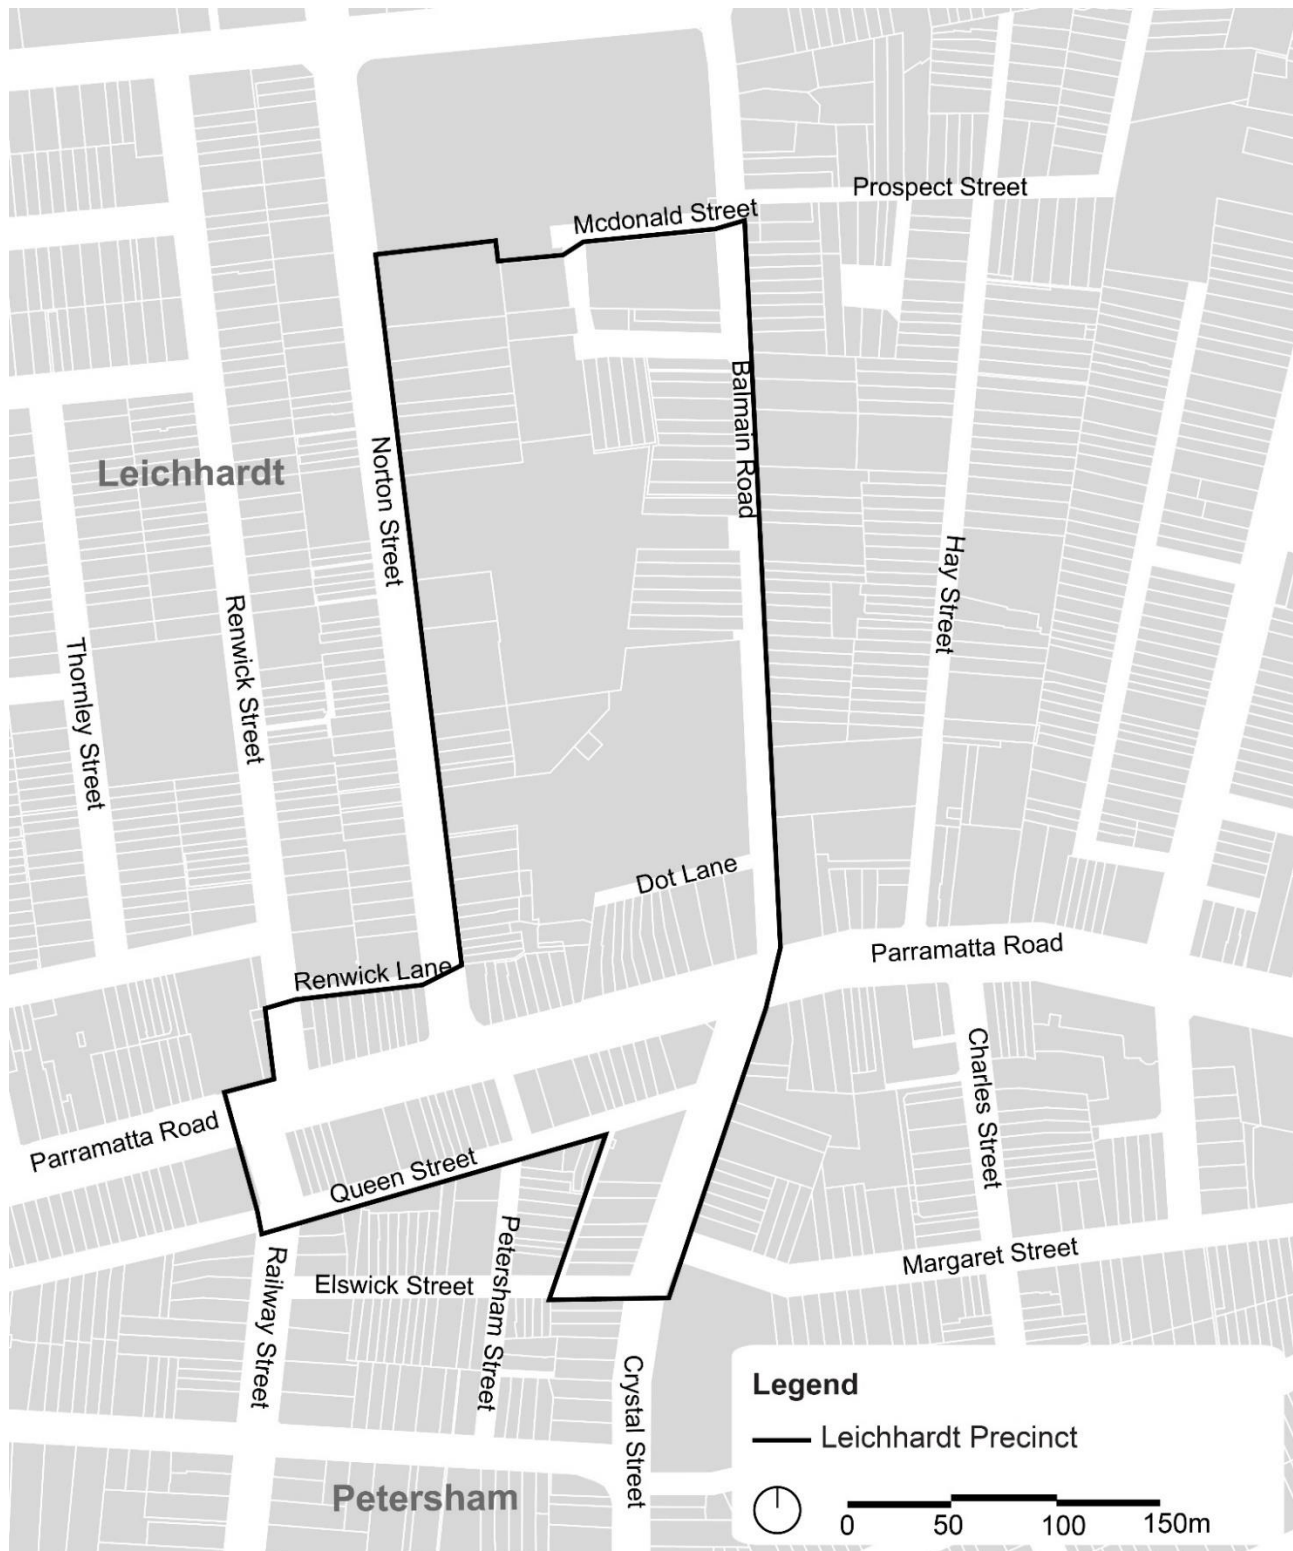 Prospect Street
Mcdonald Street
Balmain Road
Leichhardt
Norton Street
Hay Street
Renwick Street
Thornley Street
Dot Lane
Parramatta Road
Renwick Lane
Charles Street
Parramatta Road
Queen Street
Petersham Street
Margaret Street
Railway Street
Elswick Street
Crystal Street
Legend
Leichhardt Precinct
Petersham
0 50 100 150m